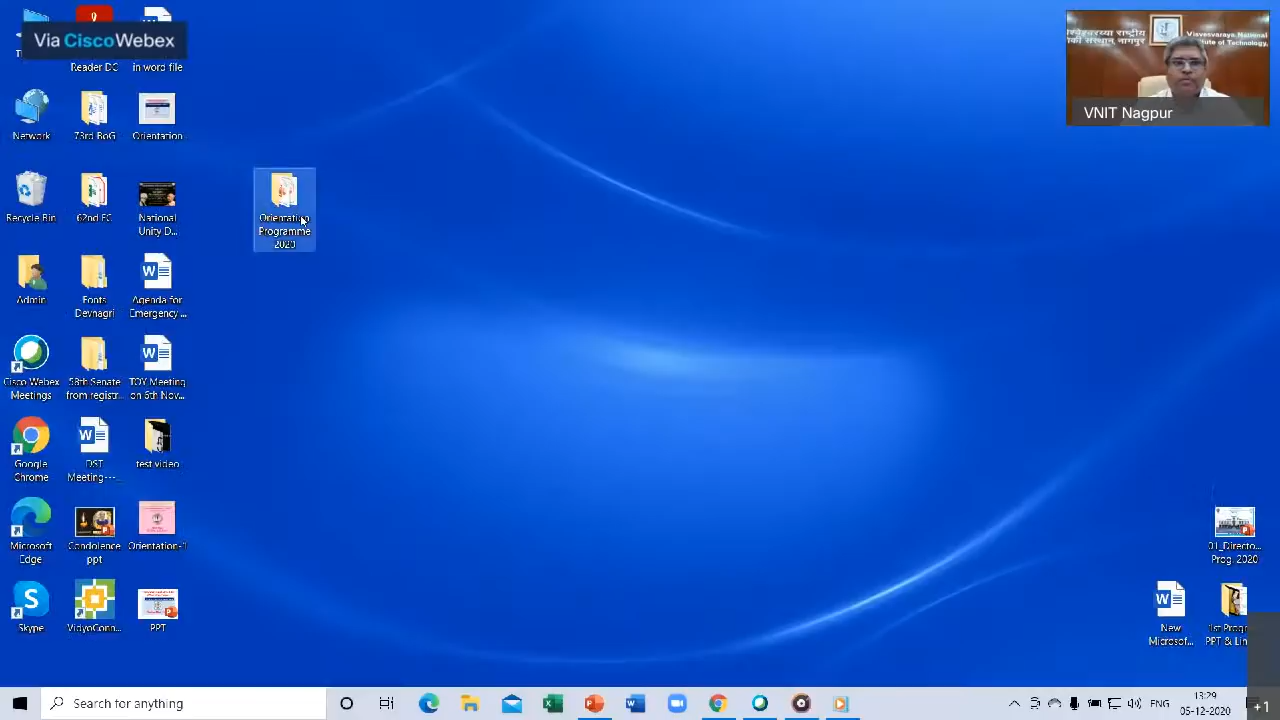 Via Cisco Webex
Reader DC
in word file
Network
73rd BoG
Orientation
Recycle Bin
62nd FC
National
Unity D...
Orientation
Programme
2020
Admin
Fonts
Devnagri
Agenda for
Emergency ...
Cisco Webex
Meetings
58th Senate
from registr...
TOY Meeting
on 6th Nov...
Google
Chrome
DST
Meeting---...
test video
Microsoft
Edge
Condolence
ppt
Orientation-1
Skype
VidyoConn...
PPT
Visvesvaraya National
VNIT Nagpur
01_Directo...
Prog. 2020
New
Microsof...
1st Progr
PPT & Lin
Search for anything
ENG
13:29
05-12-2020
+1